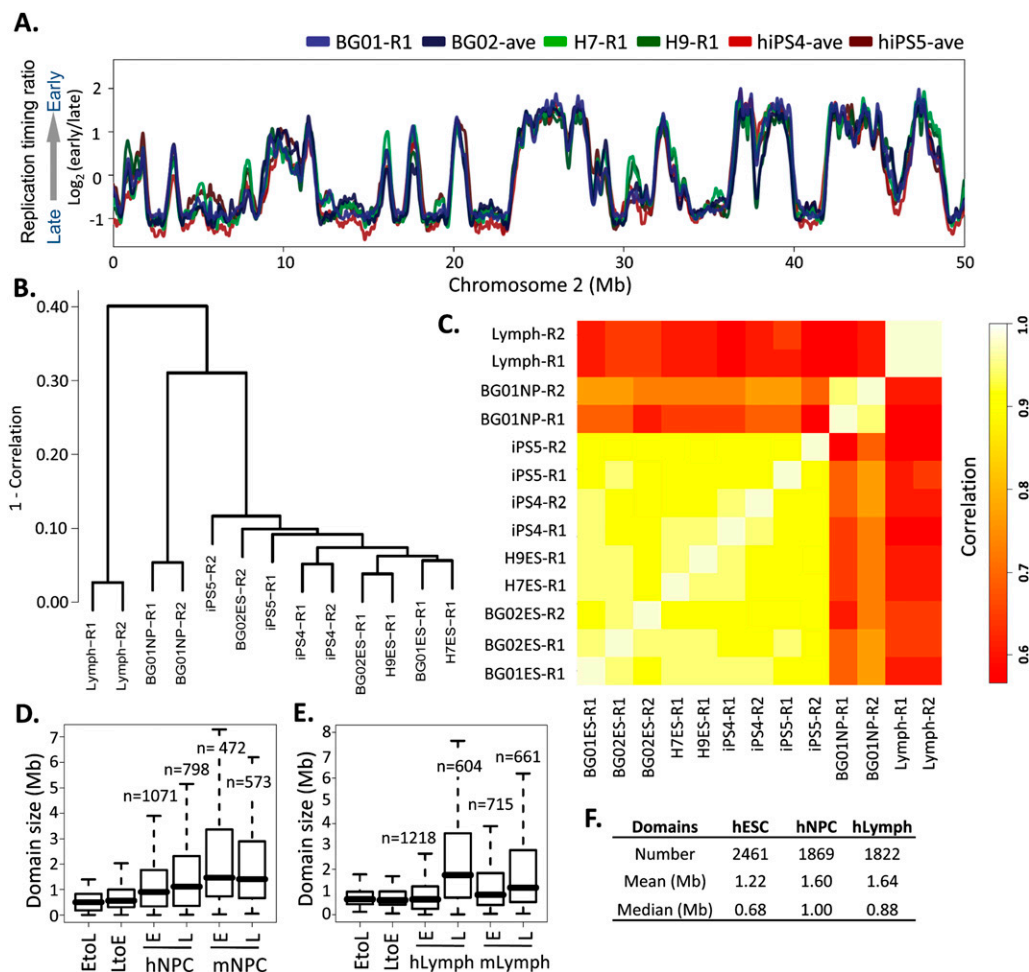 A.
BG01-R1 BG02-ave H7-R1 H9-R1 hiPS4-ave hiPS5-ave
Replication timing ratio
Late Early
Log2 (early/late)
2
1
0
-1
0 10 20 30 40 50
Chromosome 2 (Mb)
B.
1 - Correlation
0.40
0.30
0.20
0.10
0.00
Lymph-R1
Lymph-R2
BG01NP-R1
BG01NP-R2
iPS5-R2
BG02ES-R2
iPS5-R1
iPS4-R1
iPS4-R2
BG02ES-R1
H9ES-R1
BG01ES-R1
H7ES-R1
C.
Lymph-R2
Lymph-R1
BG01NP-R2
BG01NP-R1
iPS5-R2
iPS5-R1
iPS4-R2
iPS4-R1
H9ES-R1
H7ES-R1
BG02ES-R2
BG02ES-R1
BG01ES-R1
BG01ES-R1
BG02ES-R1
BG02ES-R2
H7ES-R1
H9ES-R1
iPS4-R1
iPS4-R2
iPS5-R1
iPS5-R2
BG01NP-R1
BG01NP-R2
Lymph-R1
Lymph-R2
Correlation
1.0
0.9
0.8
0.7
0.6
D.
Domain size (Mb)
7
6
5
4
3
2
1
0
n=1071
n=798
n= 472
n=573
EtoL LtoE E L E L
hNPC mNPC
E.
Domain size (Mb)
8
6
5
4
3
2
1
0
n=1218
n=604
n=715
n=661
EtoL LtoE E L E L
hLymph mLymph
F.
Domains hESC hNPC hLymph
Number 2461 1869 1822
Mean (Mb) 1.22 1.60 1.64
Median (Mb) 0.68 1.00 0.88